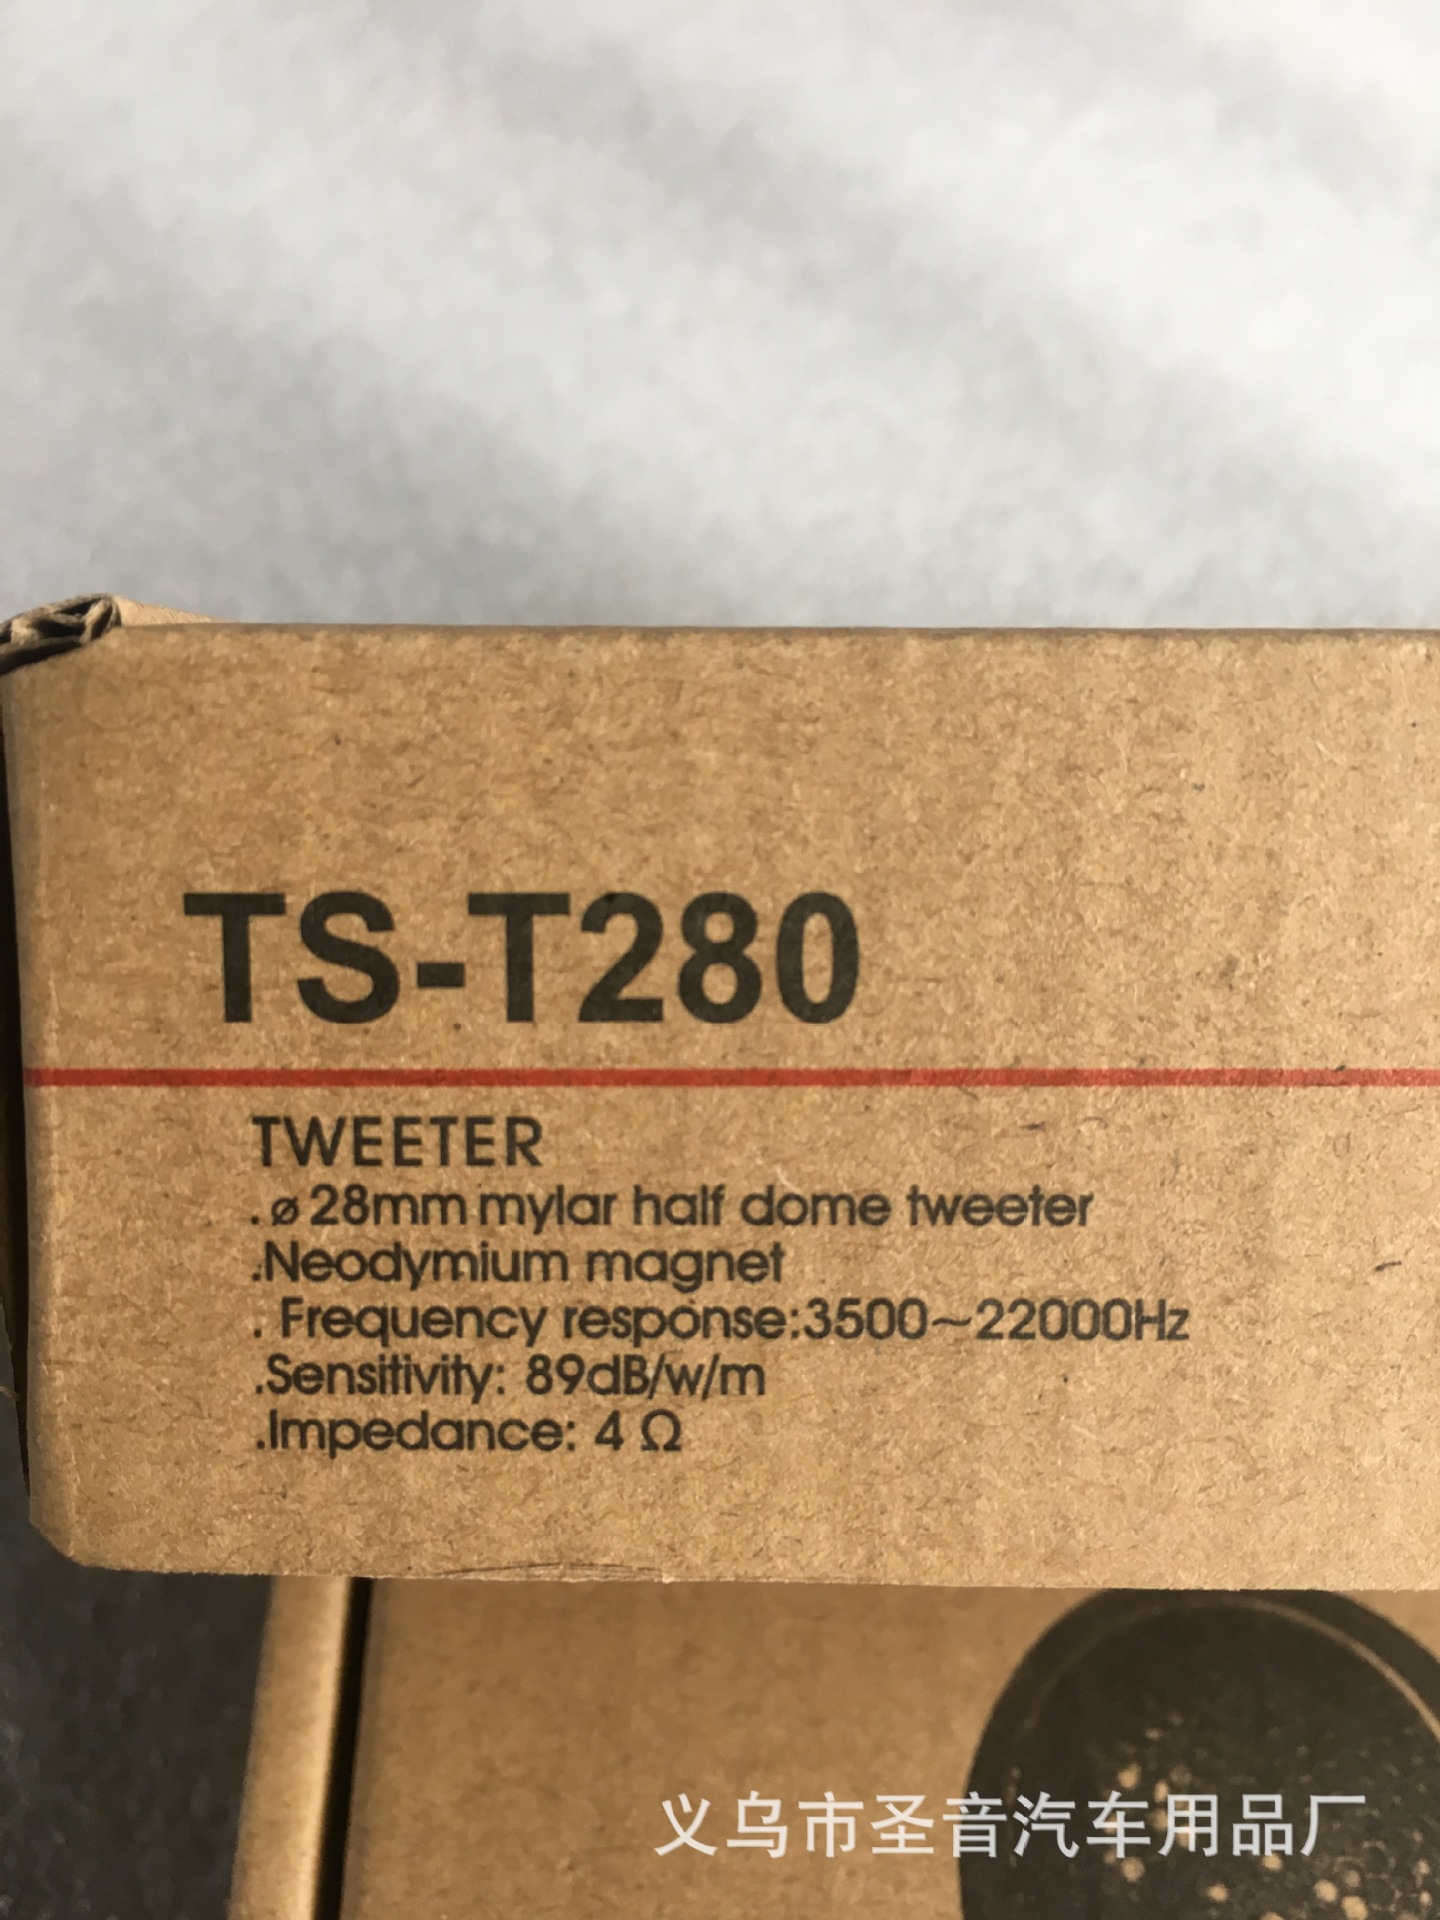 TS-T280
TWEETER
. ø 28mm mylar half dome tweeter
.Neodymium magnet
. Frequency response:3500~22000Hz
.Sensitivity: 89dB/w/m
.Impedance: 4 Ω
义乌市圣音汽车用品厂